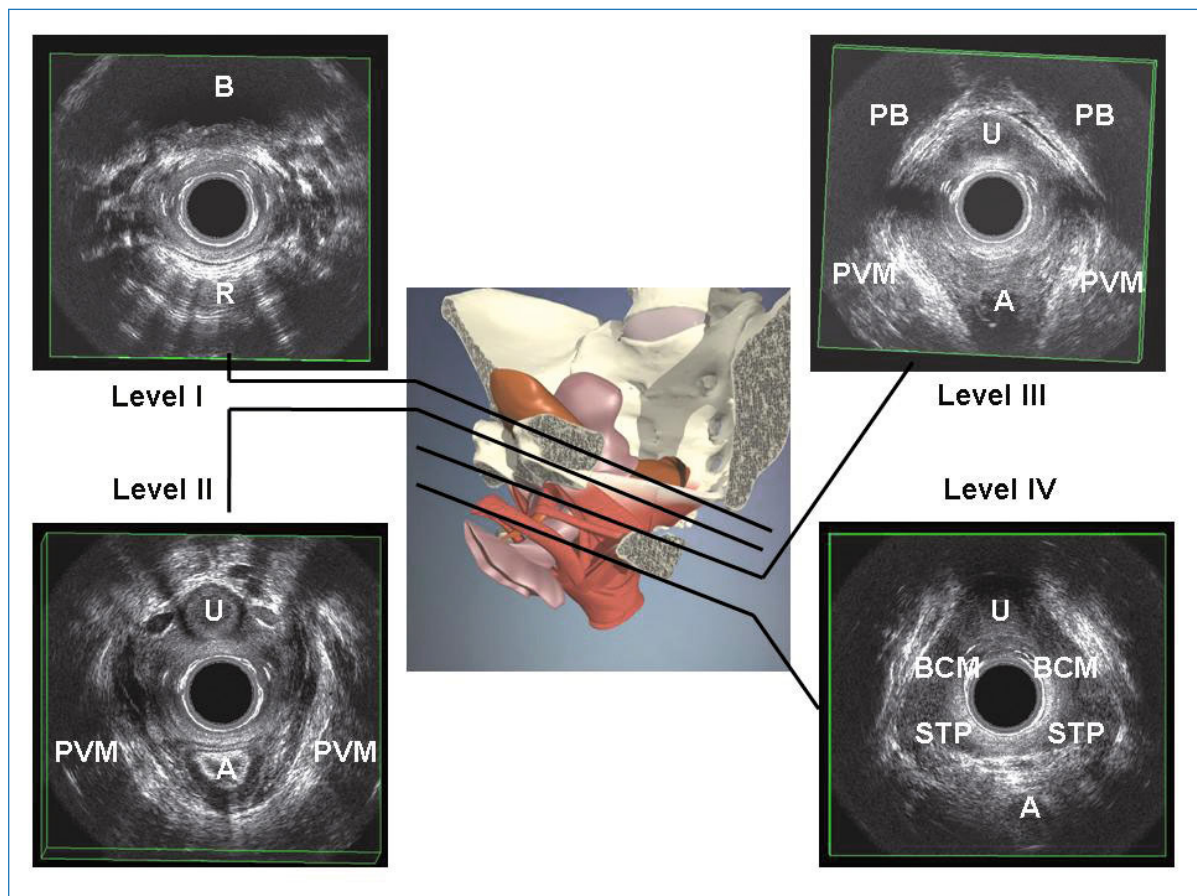 B
R
Level I
PB
PB
U
PVM
PVM
A
Level III
Level II
U
PVM
PVM
A
Level IV
U
BCM
BCM
STP
STP
A